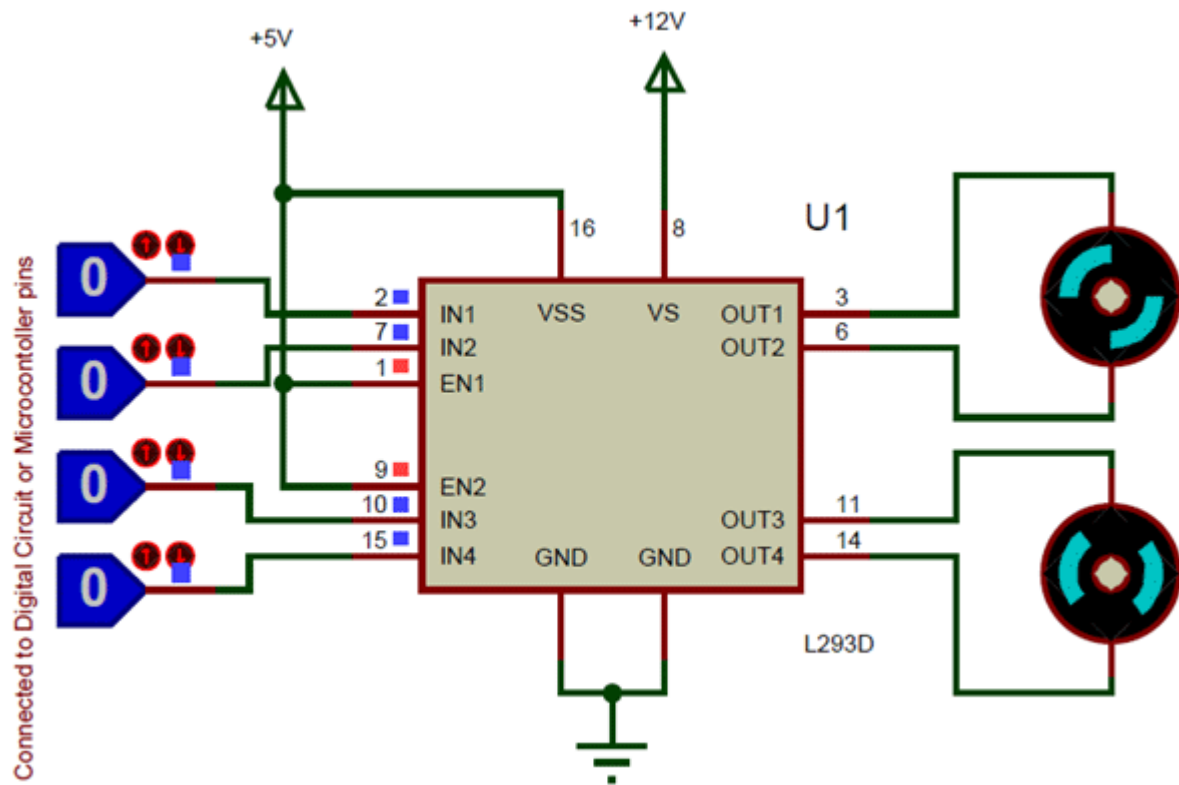 +5V
+12V
U1
16
8
Connected to Digital Circuit or Microcontoller pins
0
0
0
0
2
7
1
9
10
15
IN1
IN2
EN1
EN2
IN3
IN4
VSS
VS
GND
GND
OUT1
OUT2
OUT3
OUT4
3
6
11
14
L293D